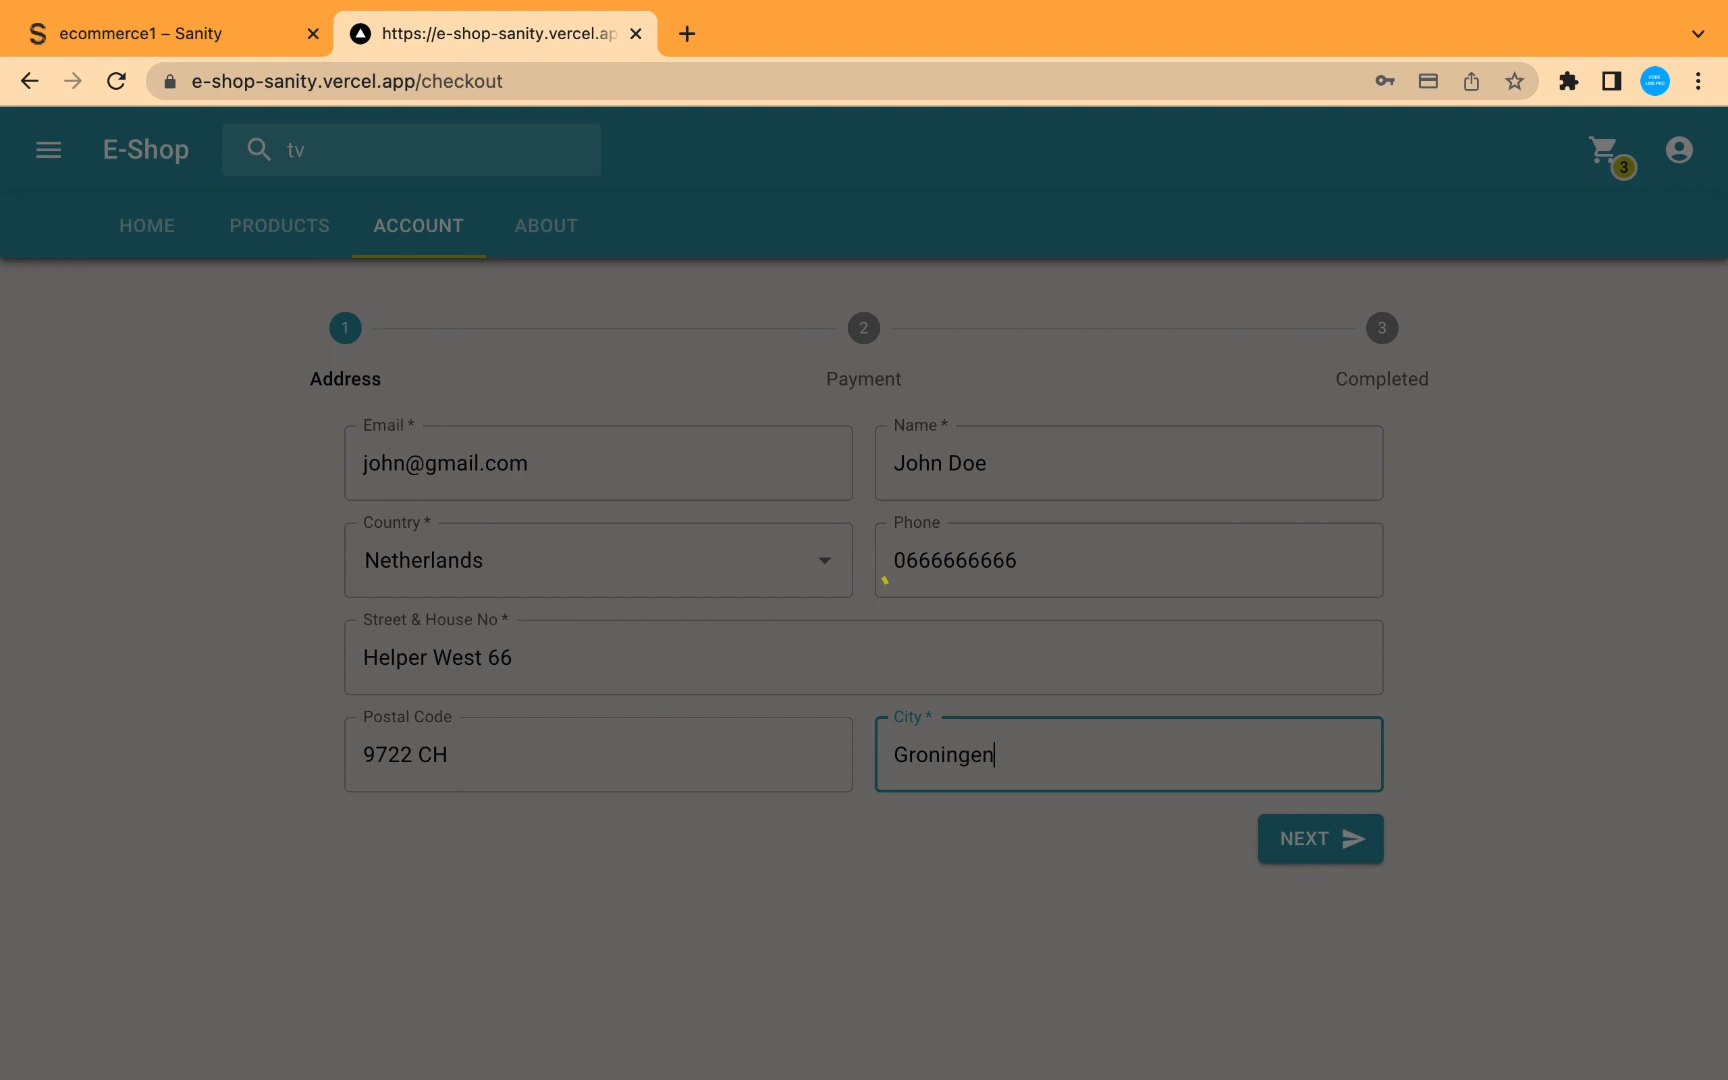 ecommerce1 – Sanity
https://e-shop-sanity.vercel.ap
e-shop-sanity.vercel.app/checkout
E-Shop
tv
3
HOME
PRODUCTS
ACCOUNT
ABOUT
1
2
3
Address
Payment
Completed
Email *
john@gmail.com
Name *
John Doe
Country *
Netherlands
Phone
0666666666
Street & House No *
Helper West 66
Postal Code
9722 CH
City *
Groningen
NEXT